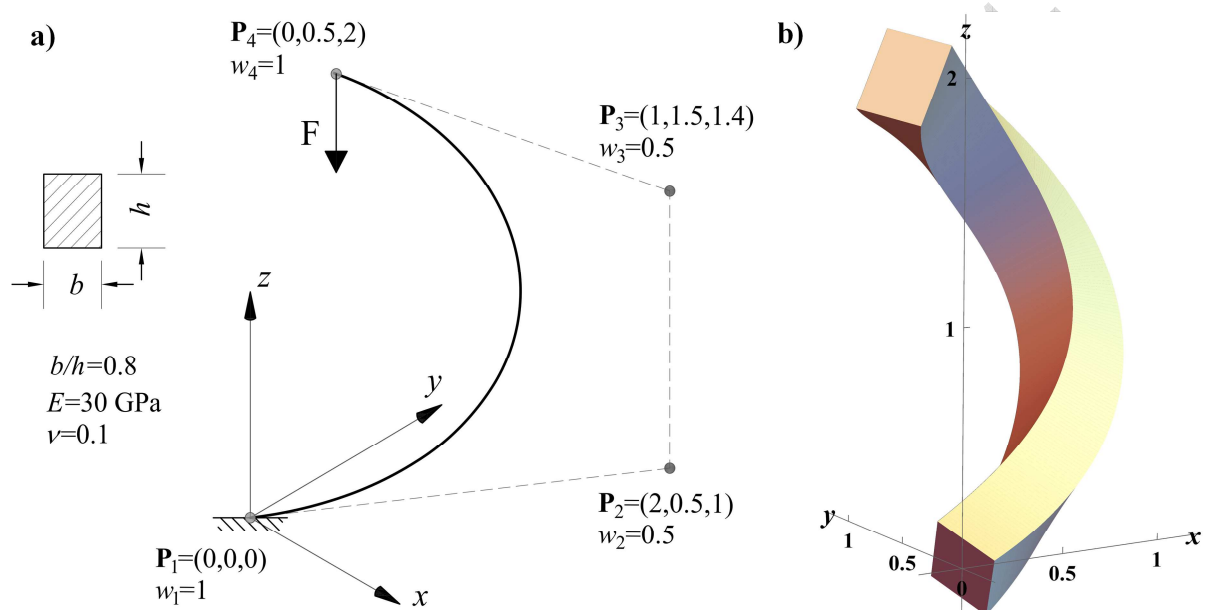 a)
P₄=(0,0.5,2)
w₄=1
F
P₃=(1,1.5,1.4)
w₃=0.5
h
b
z
y
b/h=0.8
E=30 GPa
ν=0.1
P₂=(2,0.5,1)
w₂=0.5
P₁=(0,0,0)
w₁=1
x
b)
z
2
1
y
1
0.5
0
0.5
1
x